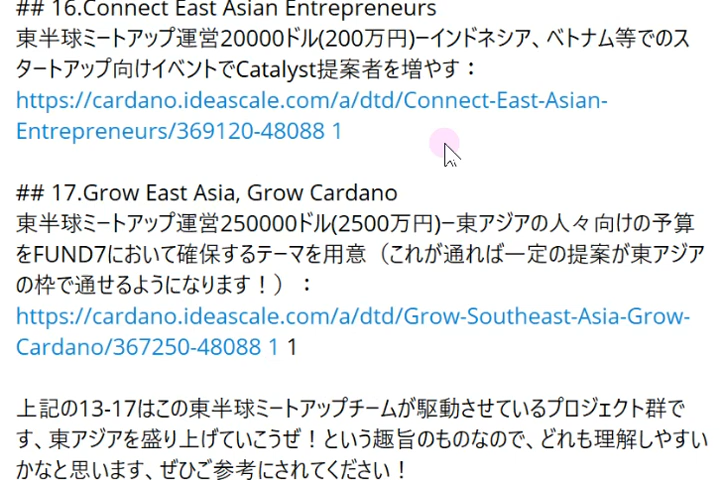 ## 16.Connect East Asian Entrepreneurs
東半球ミートアップ運営20000ドル(200万円)ーインドネシア、ベトナム等でのス
タートアップ向けイベントでCatalyst提案者を増やす：
https://cardano.ideascale.com/a/dtd/Connect-East-Asian-
Entrepreneurs/369120-48088 1
## 17.Grow East Asia, Grow Cardano
東半球ミートアップ運営250000ドル(2500万円)ー東アジアの人々向けの予算
をFUND7において確保するテーマを用意（これが通れば一定の提案が東アジア
の枠で通せるようになります！）：
https://cardano.ideascale.com/a/dtd/Grow-Southeast-Asia-Grow-
Cardano/367250-48088 1 1
上記の13-17はこの東半球ミートアップチームが駆動させているプロジェクト群で
す、東アジアを盛り上げていこうぜ！という趣旨のものなので、どれも理解しやすい
かなと思います、ぜひご参考にされてください！